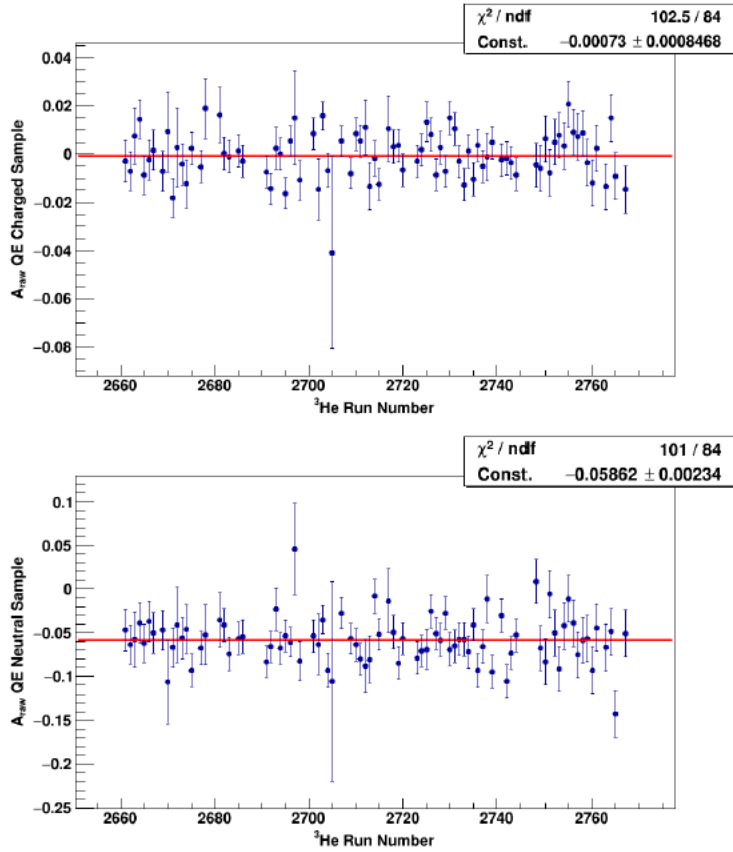 χ² / ndf 102.5 / 84
Const. −0.00073 ± 0.0008468
0.04
0.02
0
−0.02
−0.04
−0.06
−0.08
A_raw QE Charged Sample
2660 2680 2700 2720 2740 2760
³He Run Number
χ² / ndf 101 / 84
Const. −0.05862 ± 0.00234
0.1
0.05
0
−0.05
−0.1
−0.15
−0.2
−0.25
A_raw QE Neutral Sample
2660 2680 2700 2720 2740 2760
³He Run Number